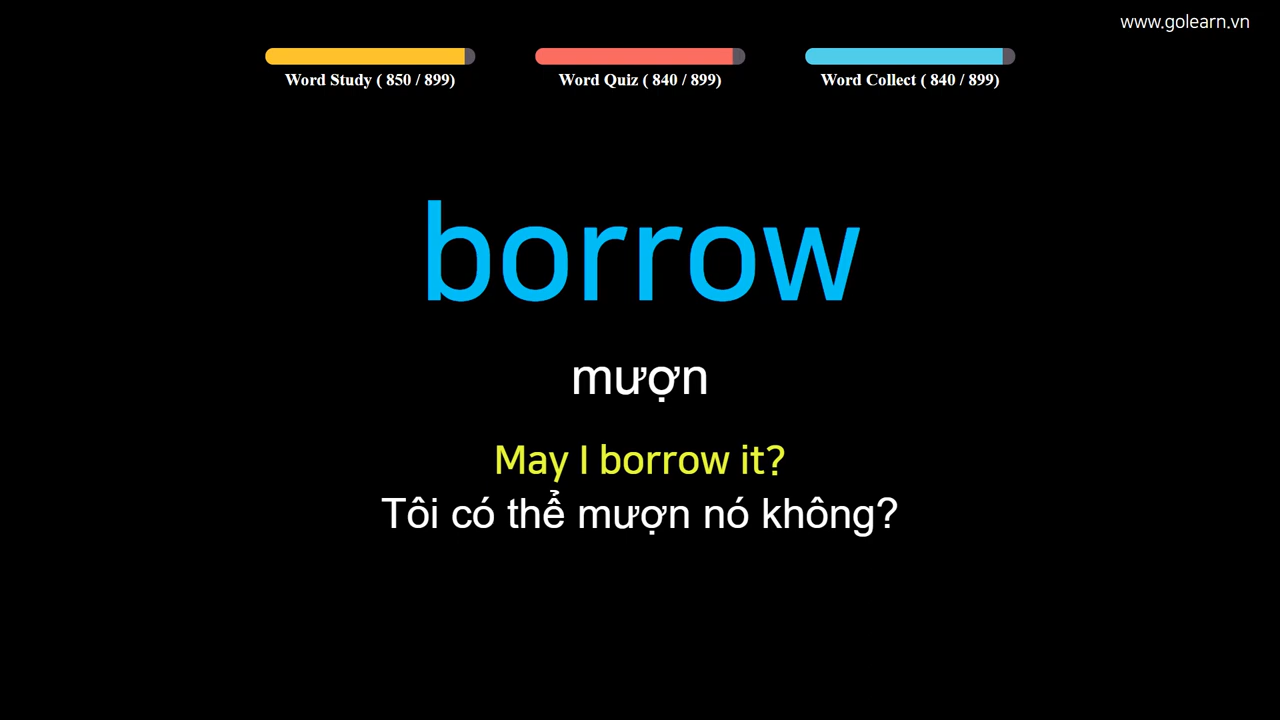 www.golearn.vn
Word Study ( 850 / 899)
Word Quiz ( 840 / 899)
Word Collect ( 840 / 899)
borrow
mượn
May I borrow it?
Tôi có thể mượn nó không?